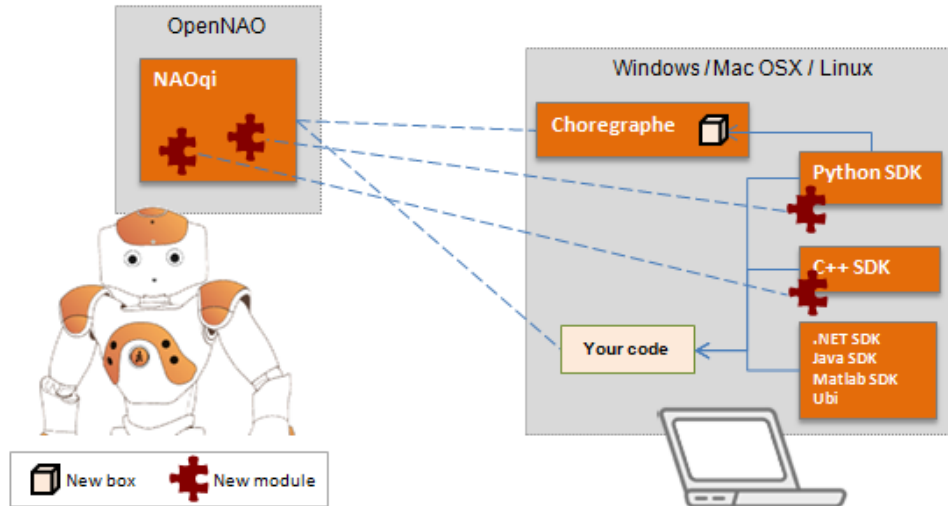 OpenNAO
NAOqi
Windows / Mac OSX / Linux
Choregraphe
Python SDK
C++ SDK
Your code
.NET SDK
Java SDK
Matlab SDK
Ubi
New box
New module